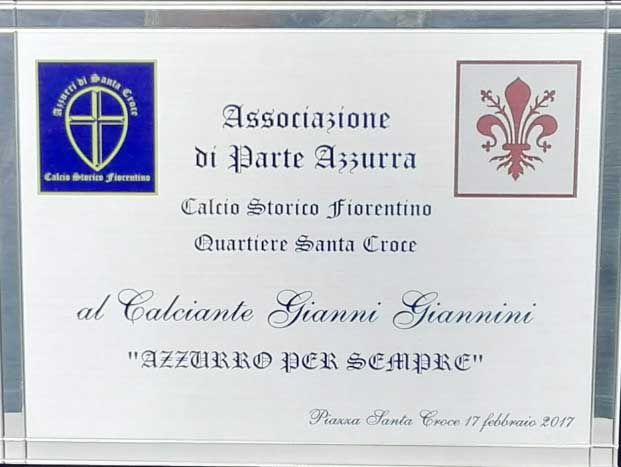 Azzurri di Santa Croce
Calcio Storico Fiorentino
Associazione
di Parte Azzurra
Calcio Storico Fiorentino
Quartiere Santa Croce
al Calciante Gianni Giannini
"AZZURRO PER SEMPRE"
Piazza Santa Croce 17 febbraio 2017